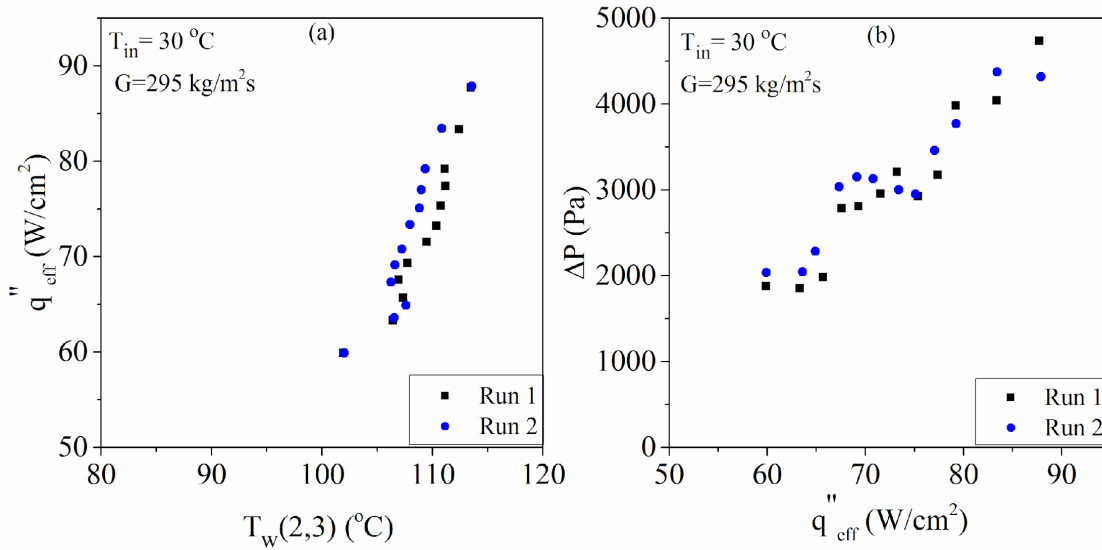 T_in= 30 °C
(a)
G=295 kg/m²s
90
80
70
60
50
q"_eff (W/cm²)
Run 1
Run 2
80 90 100 110 120
T_w(2,3) (°C)
T_in= 30 °C
(b)
G=295 kg/m²s
5000
4000
3000
2000
1000
0
ΔP (Pa)
Run 1
Run 2
50 60 70 80 90
q"_eff (W/cm²)